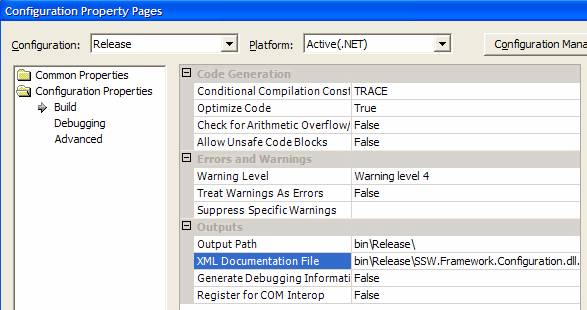 Configuration Property Pages
Configuration: Release Platform: Active(.NET) Configuration Mana
Common Properties
Configuration Properties
Build
Debugging
Advanced
Code Generation
Conditional Compilation Const TRACE
Optimize Code True
Check for Arithmetic Overflow/ False
Allow Unsafe Code Blocks False
Errors and Warnings
Warning Level Warning level 4
Treat Warnings As Errors False
Suppress Specific Warnings
Outputs
Output Path bin\Release\
XML Documentation File bin\Release\SSW.Framework.Configuration.dll.
Generate Debugging Informati False
Register for COM Interop False